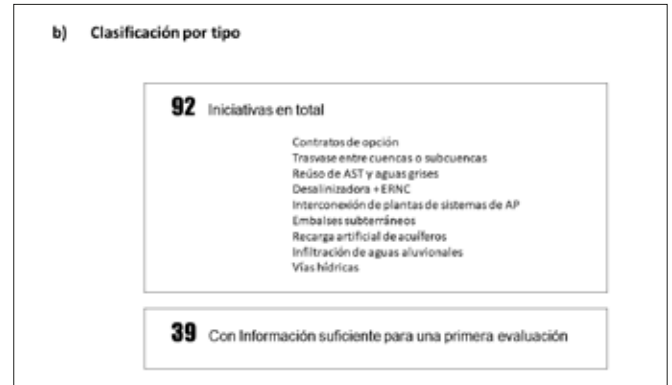 b) Clasificación por tipo
92 Iniciativas en total
Contratos de opción
Trasvase entre cuencas o subcuencas
Reúso de AST y aguas grises
Desalinizadora + ERNC
Interconexión de plantas de sistemas de AP
Embalses subterráneos
Recarga artificial de acuíferos
Infiltración de aguas aluvionales
Vías hídricas
39 Con Información suficiente para una primera evaluación